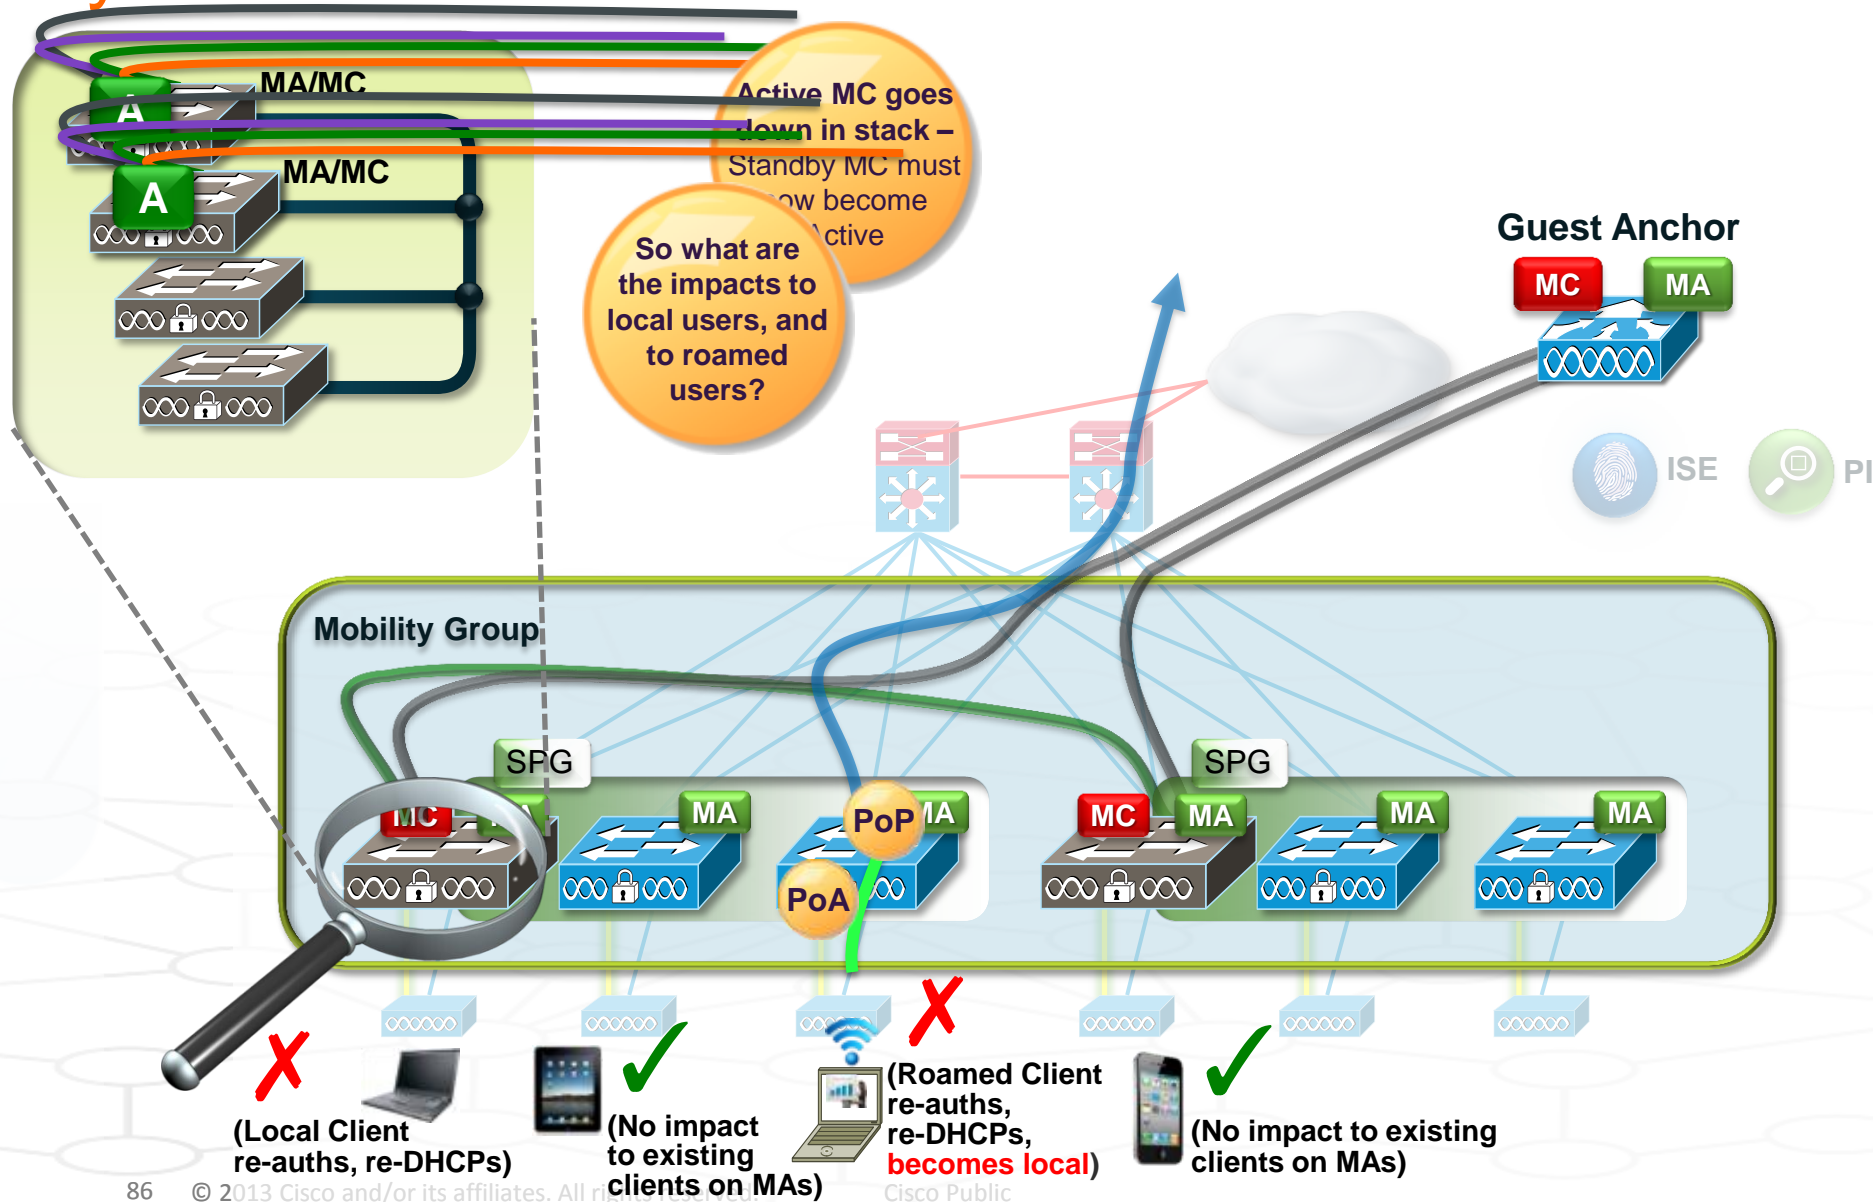 MA/MC
A
MA/MC
A
Active MC goes
down in stack –
Standby MC must
now become
Active
So what are
the impacts to
local users, and
to roamed
users?
Guest Anchor
MC
MA
ISE
PI
Mobility Group
SPG
SPG
MC
MA
MA
PoP
MA
PoA
MC
MA
MA
MA
(Local Client
re-auths, re-DHCPs)
(No impact
to existing
clients on MAs)
(Roamed Client
re-auths,
re-DHCPs,
becomes local)
(No impact to existing
clients on MAs)
86 © 2013 Cisco and/or its affiliates. All rights reserved. Cisco Public